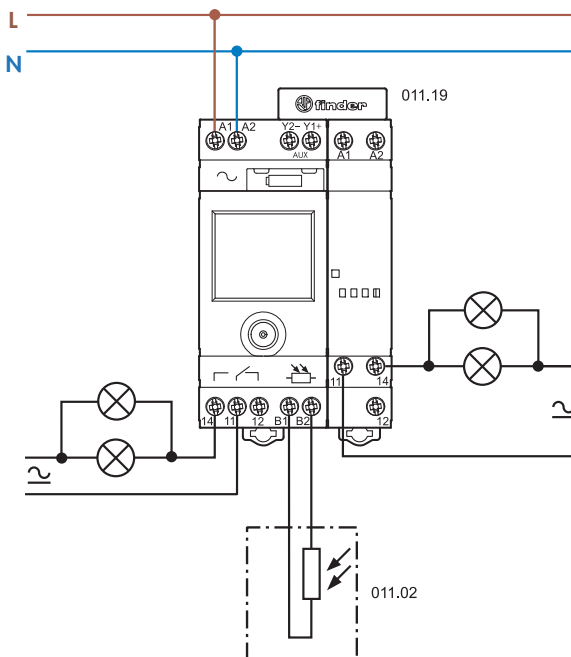 L
N
finder
011.19
A1 A2 Y2– Y1+
AUX
A1 A2
11 14
14 11 12 B1 B2 12
011.02